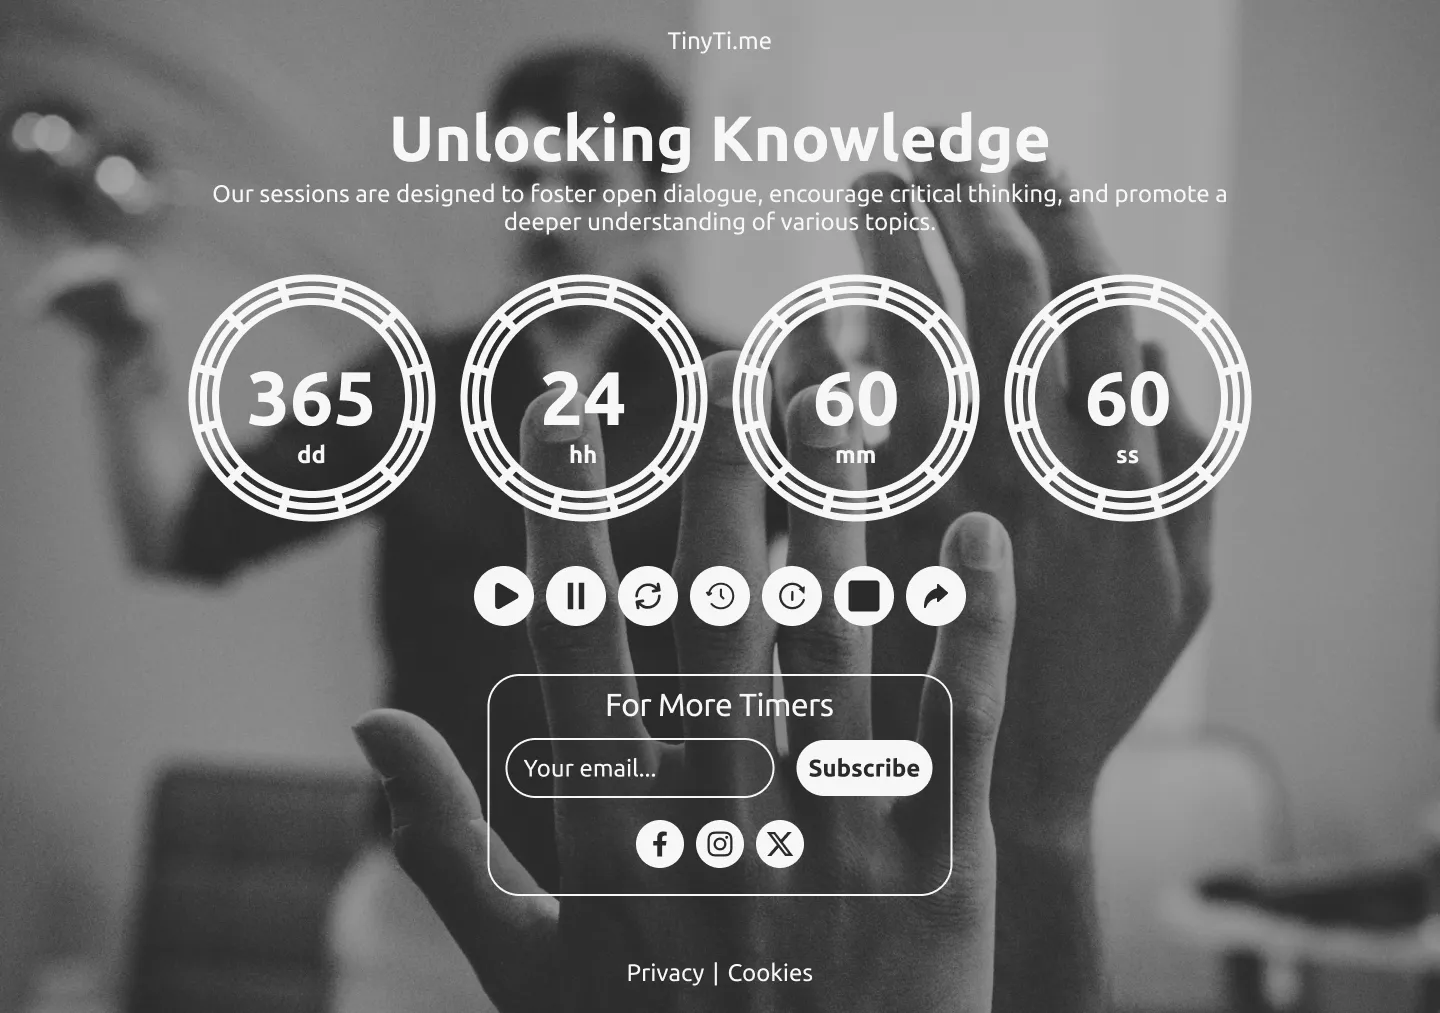 TinyTi.me
Unlocking Knowledge
Our sessions are designed to foster open dialogue, encourage critical thinking, and promote a
deeper understanding of various topics.
365
dd
24
hh
60
mm
60
ss
For More Timers
Your email...
Subscribe
Privacy | Cookies